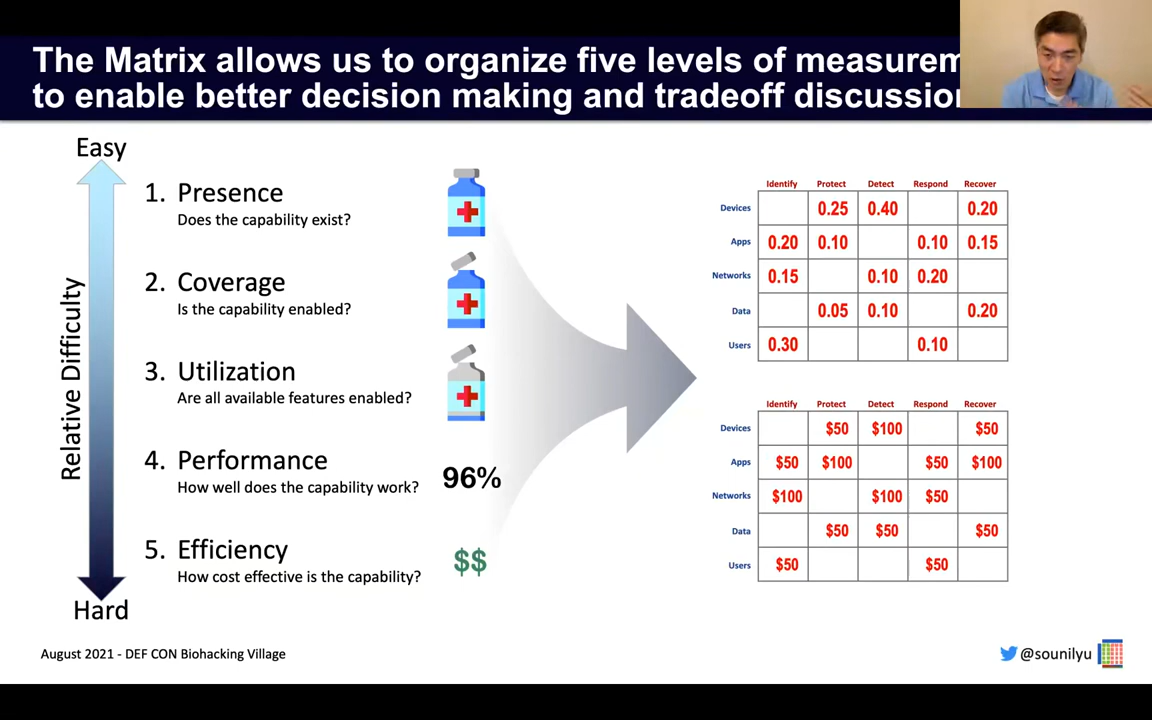 The Matrix allows us to organize five levels of
to enable better decision making and tradeoff
Easy
Relative Difficulty
Hard
1. Presence
Does the capability exist?
2. Coverage
Is the capability enabled?
3. Utilization
Are all available features enabled?
4. Performance
How well does the capability work?
96%
5. Efficiency
How cost effective is the capability?
$$
Identify Protect Detect Respond Recover
Devices 0.25 0.40 0.20
Apps 0.20 0.10 0.10 0.15
Networks 0.15 0.10 0.20
Data 0.05 0.10 0.20
Users 0.30 0.10
Identify Protect Detect Respond Recover
Devices $50 $100 $50
Apps $50 $100 $50 $100
Networks $100 $100 $50
Data $50 $50 $50
Users $50 $50
August 2021 - DEF CON Biohacking Village
@sounilyu